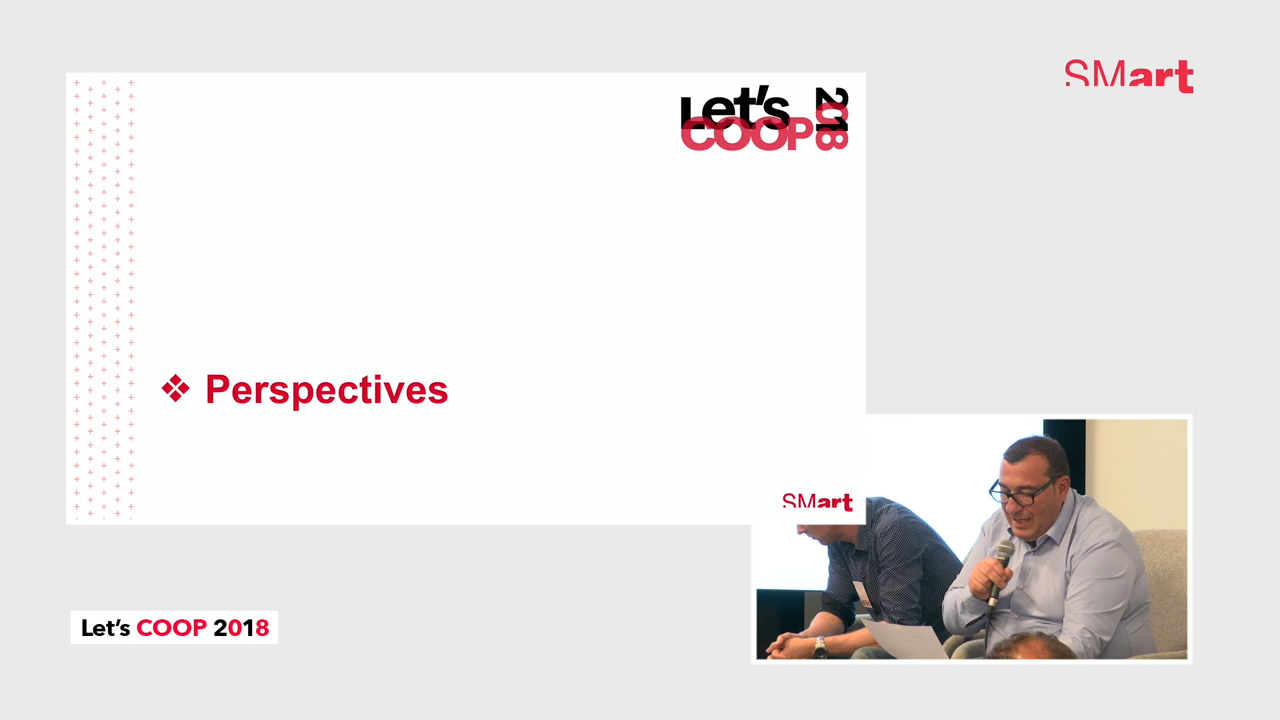 SMart
Let's
COOP
2018
❖ Perspectives
SMart
Let's COOP 2018